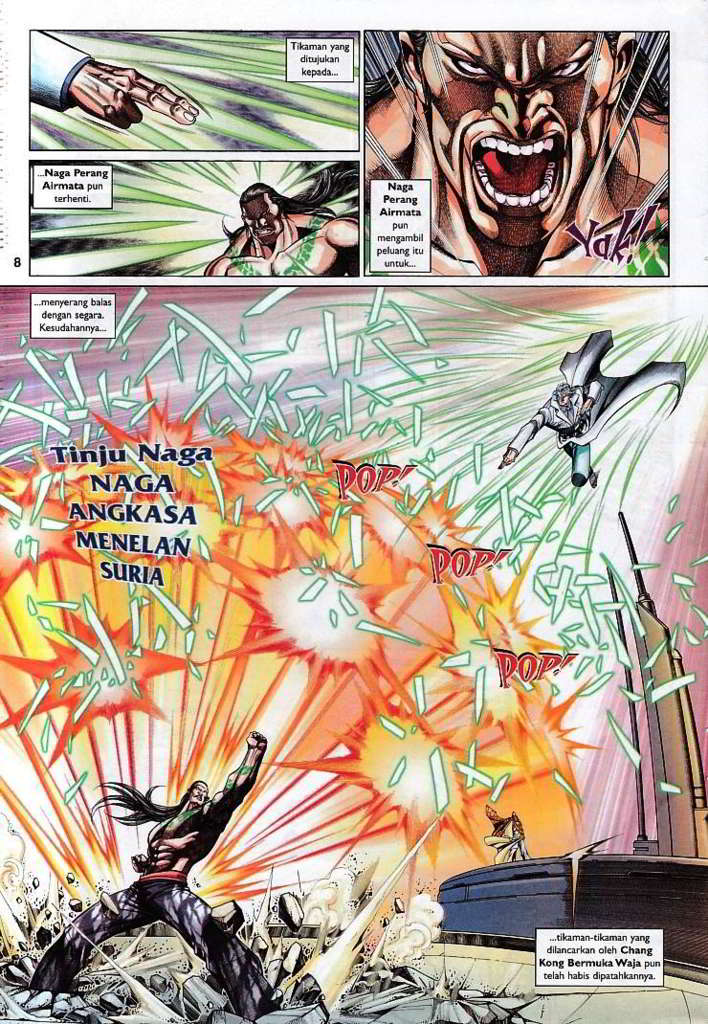 Tikaman yang
ditujukan
kepada...
...Naga Perang
Airmata pun
terhenti.
Naga
Perang
Airmata
pun
mengambil
peluang itu
untuk...
Yak!
8
...menyerang balas
dengan segara.
Kesudahannya...
Tinju Naga
NAGA
ANGKASA
MENELAN
SURIA
POP!
POP!
POP!
...tikaman-tikaman yang
dilancarkan oleh Chang
Kong Bermuka Waja pun
telah habis dipatahkannya.